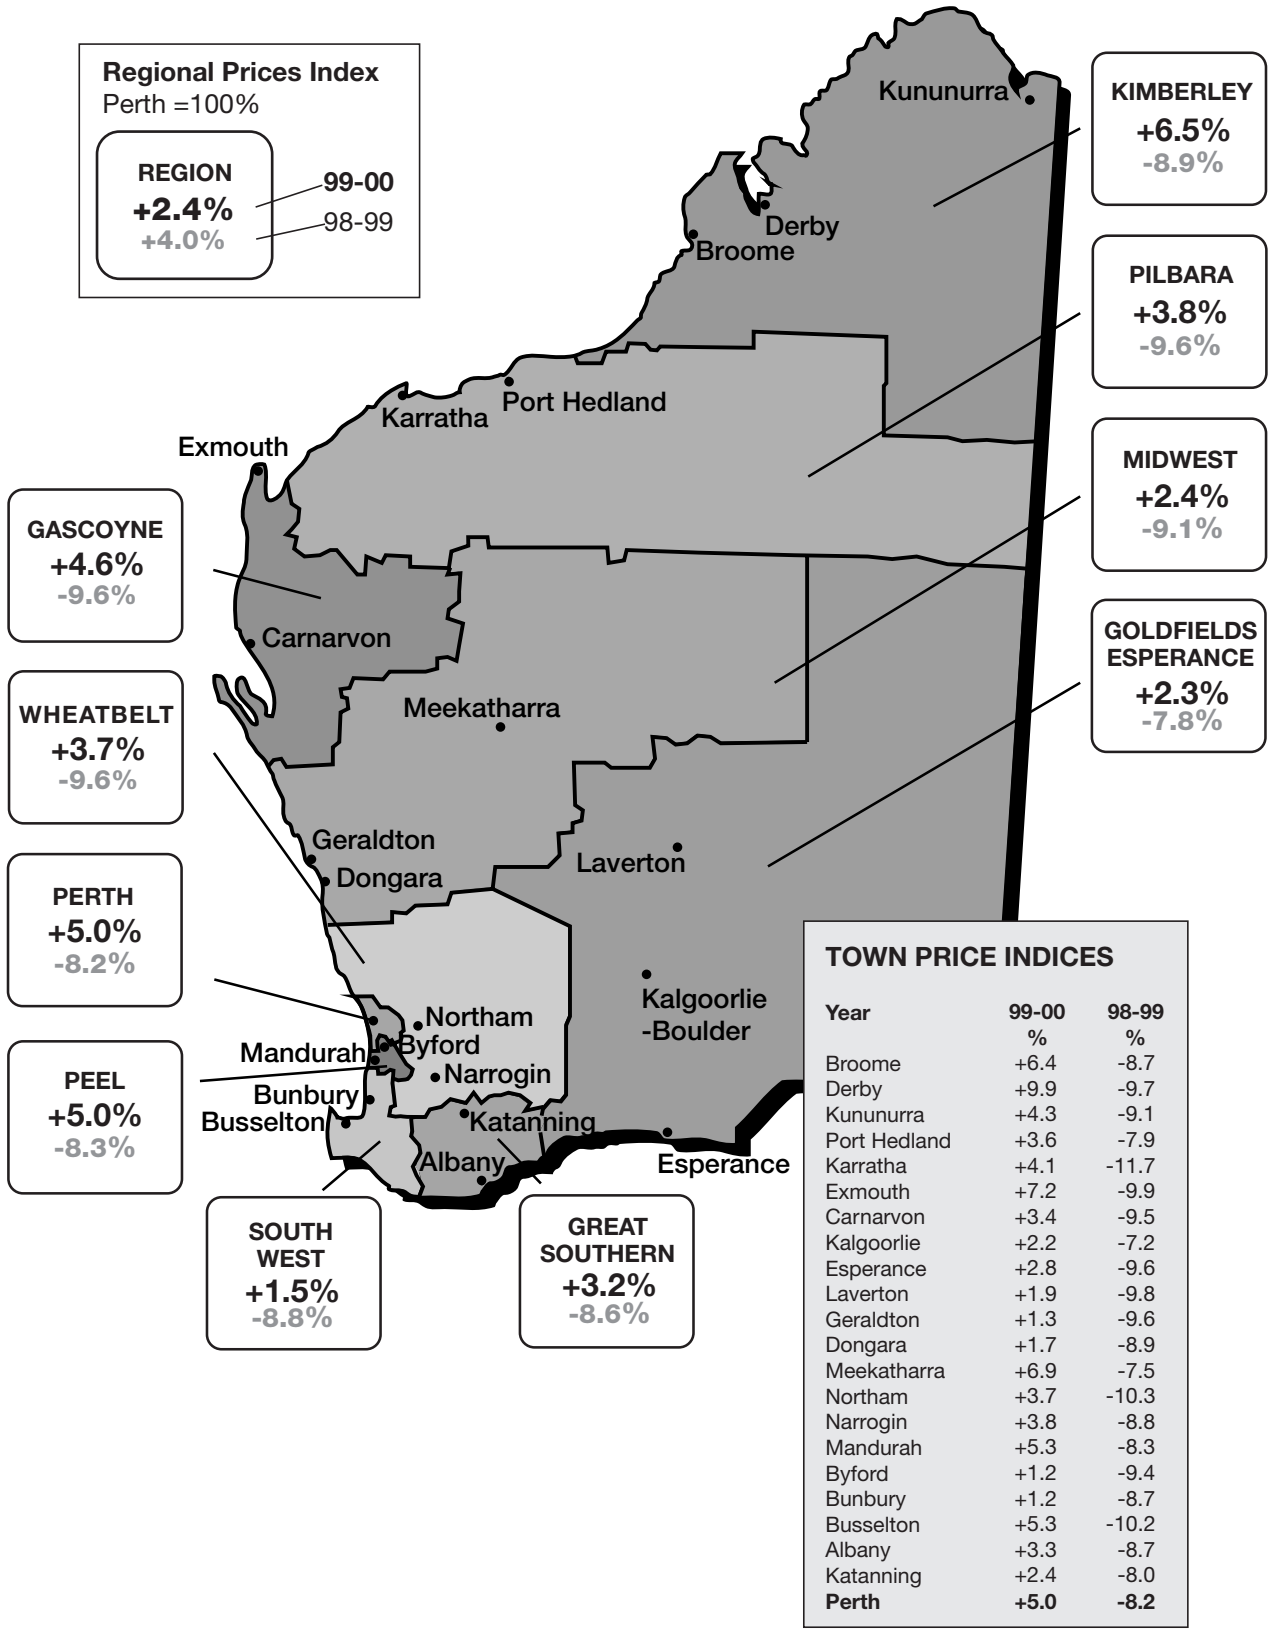 Regional Prices Index
Perth =100%
REGION
+2.4%
+4.0%
99-00
98-99
KIMBERLEY
+6.5%
-8.9%
PILBARA
+3.8%
-9.6%
MIDWEST
+2.4%
-9.1%
GOLDFIELDS
ESPERANCE
+2.3%
-7.8%
GASCOYNE
+4.6%
-9.6%
WHEATBELT
+3.7%
-9.6%
PERTH
+5.0%
-8.2%
PEEL
+5.0%
-8.3%
SOUTH
WEST
+1.5%
-8.8%
GREAT
SOUTHERN
+3.2%
-8.6%
Kununurra
Derby
Broome
Port Hedland
Karratha
Exmouth
Carnarvon
Meekatharra
Geraldton
Dongara
Laverton
Kalgoorlie
-Boulder
Northam
Byford
Mandurah
Narrogin
Bunbury
Busselton
Katanning
Albany
Esperance
TOWN PRICE INDICES
Year 99-00 98-99
% %
Broome +6.4 -8.7
Derby +9.9 -9.7
Kununurra +4.3 -9.1
Port Hedland +3.6 -7.9
Karratha +4.1 -11.7
Exmouth +7.2 -9.9
Carnarvon +3.4 -9.5
Kalgoorlie +2.2 -7.2
Esperance +2.8 -9.6
Laverton +1.9 -9.8
Geraldton +1.3 -9.6
Dongara +1.7 -8.9
Meekatharra +6.9 -7.5
Northam +3.7 -10.3
Narrogin +3.8 -8.8
Mandurah +5.3 -8.3
Byford +1.2 -9.4
Bunbury +1.2 -8.7
Busselton +5.3 -10.2
Albany +3.3 -8.7
Katanning +2.4 -8.0
Perth +5.0 -8.2